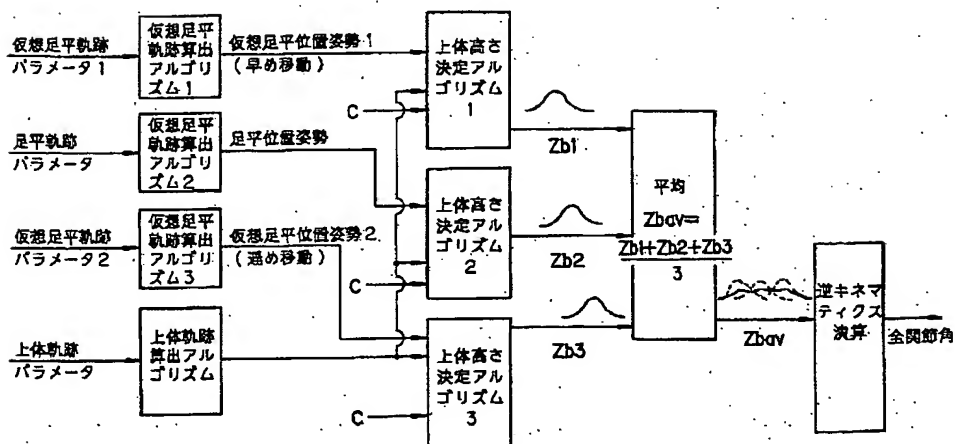 仮想足平軌跡
パラメータ1
仮想足平
軌跡算出
アルゴリ
ズム1
仮想足平位置姿勢1
(早め移動)
上体高さ
決定アル
ゴリズム
1
C
Zb1
足平軌跡
パラメータ
仮想足平
軌跡算出
アルゴリ
ズム2
足平位置姿勢
上体高さ
決定アル
ゴリズム
2
C
Zb2
平均
Zbav=
Zb1+Zb2+Zb3
3
仮想足平軌跡
パラメータ2
仮想足平
軌跡算出
アルゴリ
ズム3
仮想足平位置姿勢2
(遅め移動)
上体高さ
決定アル
ゴリズム
3
C
Zb3
Zbav
逆キネマ
ティクス
演算
全関節角
上体軌跡
パラメータ
上体軌跡
算出アル
ゴリズム